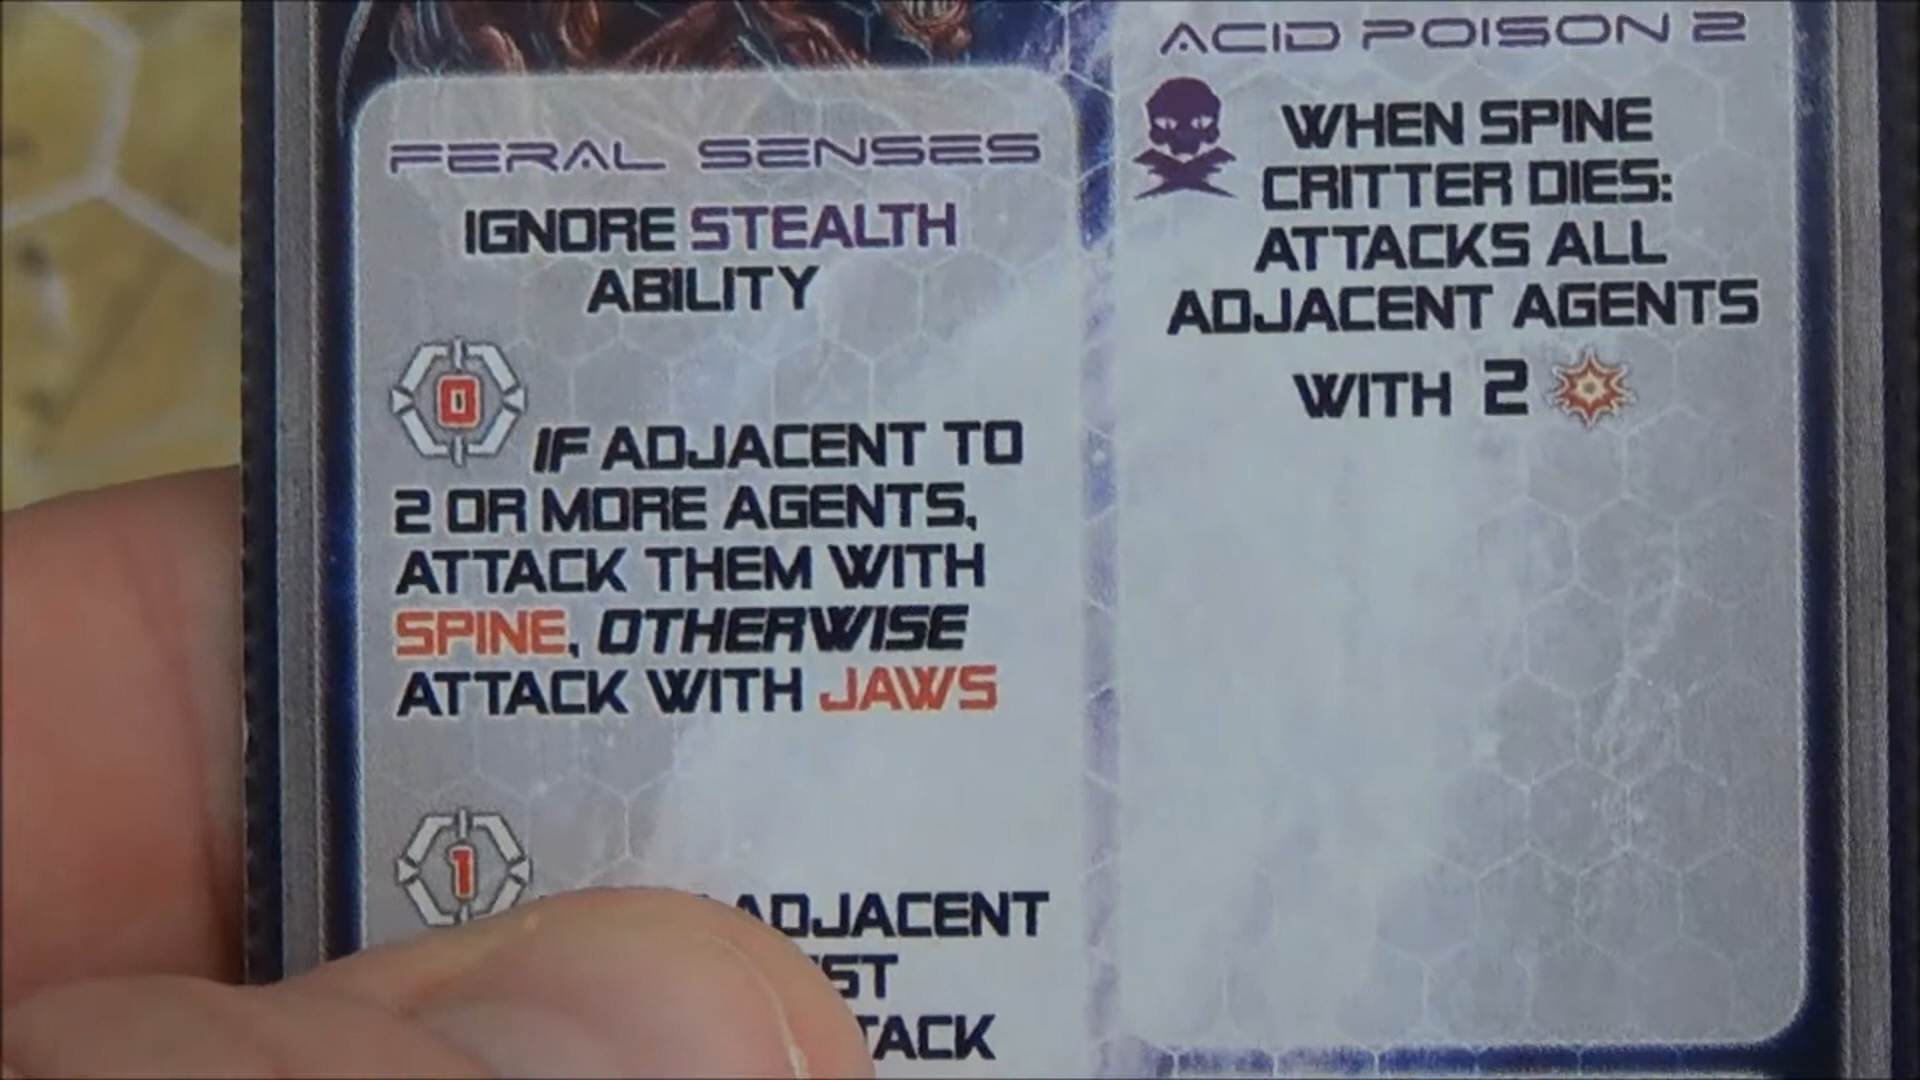 FERAL SENSES
IGNORE STEALTH
ABILITY
0
IF ADJACENT TO
2 OR MORE AGENTS,
ATTACK THEM WITH
SPINE, OTHERWISE
ATTACK WITH JAWS
1
ADJACENT
ACID POISON 2
WHEN SPINE
CRITTER DIES:
ATTACKS ALL
ADJACENT AGENTS
WITH 2